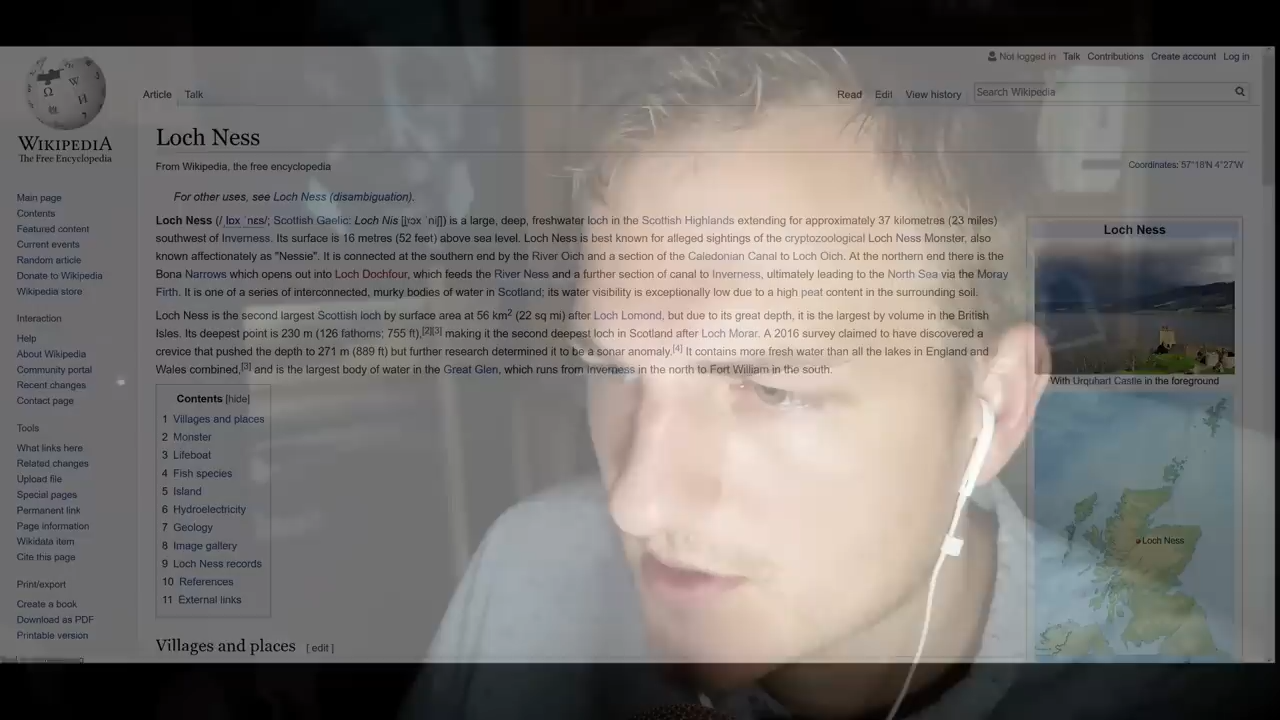 Not logged in Talk Contributions Create account Log in
Article Talk Read Edit View history Search Wikipedia
WIKIPEDIA
The Free Encyclopedia
Loch Ness
From Wikipedia, the free encyclopedia
Coordinates: 57°18′N 4°27′W
For other uses, see Loch Ness (disambiguation).
Loch Ness (/ˌlɒx ˈnɛs/; Scottish Gaelic: Loch Nis is a large, deep, freshwater loch in the Scottish Highlands extending for approximately 37 kilometres (23 miles)
southwest of Inverness. Its surface is 16 metres (52 feet) above sea level. Loch Ness is best known for alleged sightings of the cryptozoological Loch Ness Monster, also
known affectionately as "Nessie". It is connected at the southern end by the River Oich and a section of the Caledonian Canal to Loch Oich. At the northern end there is the
Bona Narrows which opens out into Loch Dochfour, which feeds the River Ness and a further section of canal to Inverness, ultimately leading to the North Sea via the Moray
Firth. It is one of a series of interconnected, murky bodies of water in Scotland; its water visibility is exceptionally low due to a high peat content in the surrounding soil.
Loch Ness is the second largest Scottish loch by surface area at 56 km² (22 sq mi) after Loch Lomond, but due to its great depth, it is the largest by volume in the British
Isles. Its deepest point is 230 m (126 fathoms; 755 ft),[2][3] making it the second deepest loch in Scotland after Loch Morar. A 2016 survey claimed to have discovered a
crevice that pushed the depth to 271 m (889 ft) but further research determined it to be a sonar anomaly.[4] It contains more fresh water than all the lakes in England and
Wales combined,[3] and is the largest body of water in the Great Glen, which runs from Inverness in the north to Fort William in the south.
Contents [hide]
1 Villages and places
2 Monster
3 Lifeboat
4 Fish species
5 Island
6 Hydroelectricity
7 Geology
8 Image gallery
9 Loch Ness records
10 References
11 External links
Villages and places [ edit ]
Main page
Contents
Featured content
Current events
Random article
Donate to Wikipedia
Wikipedia store
Interaction
Help
About Wikipedia
Community portal
Recent changes
Contact page
Tools
What links here
Related changes
Upload file
Special pages
Permanent link
Page information
Wikidata item
Cite this page
Print/export
Create a book
Download as PDF
Printable version
Loch Ness
With Urquhart Castle in the foreground
Loch Ness